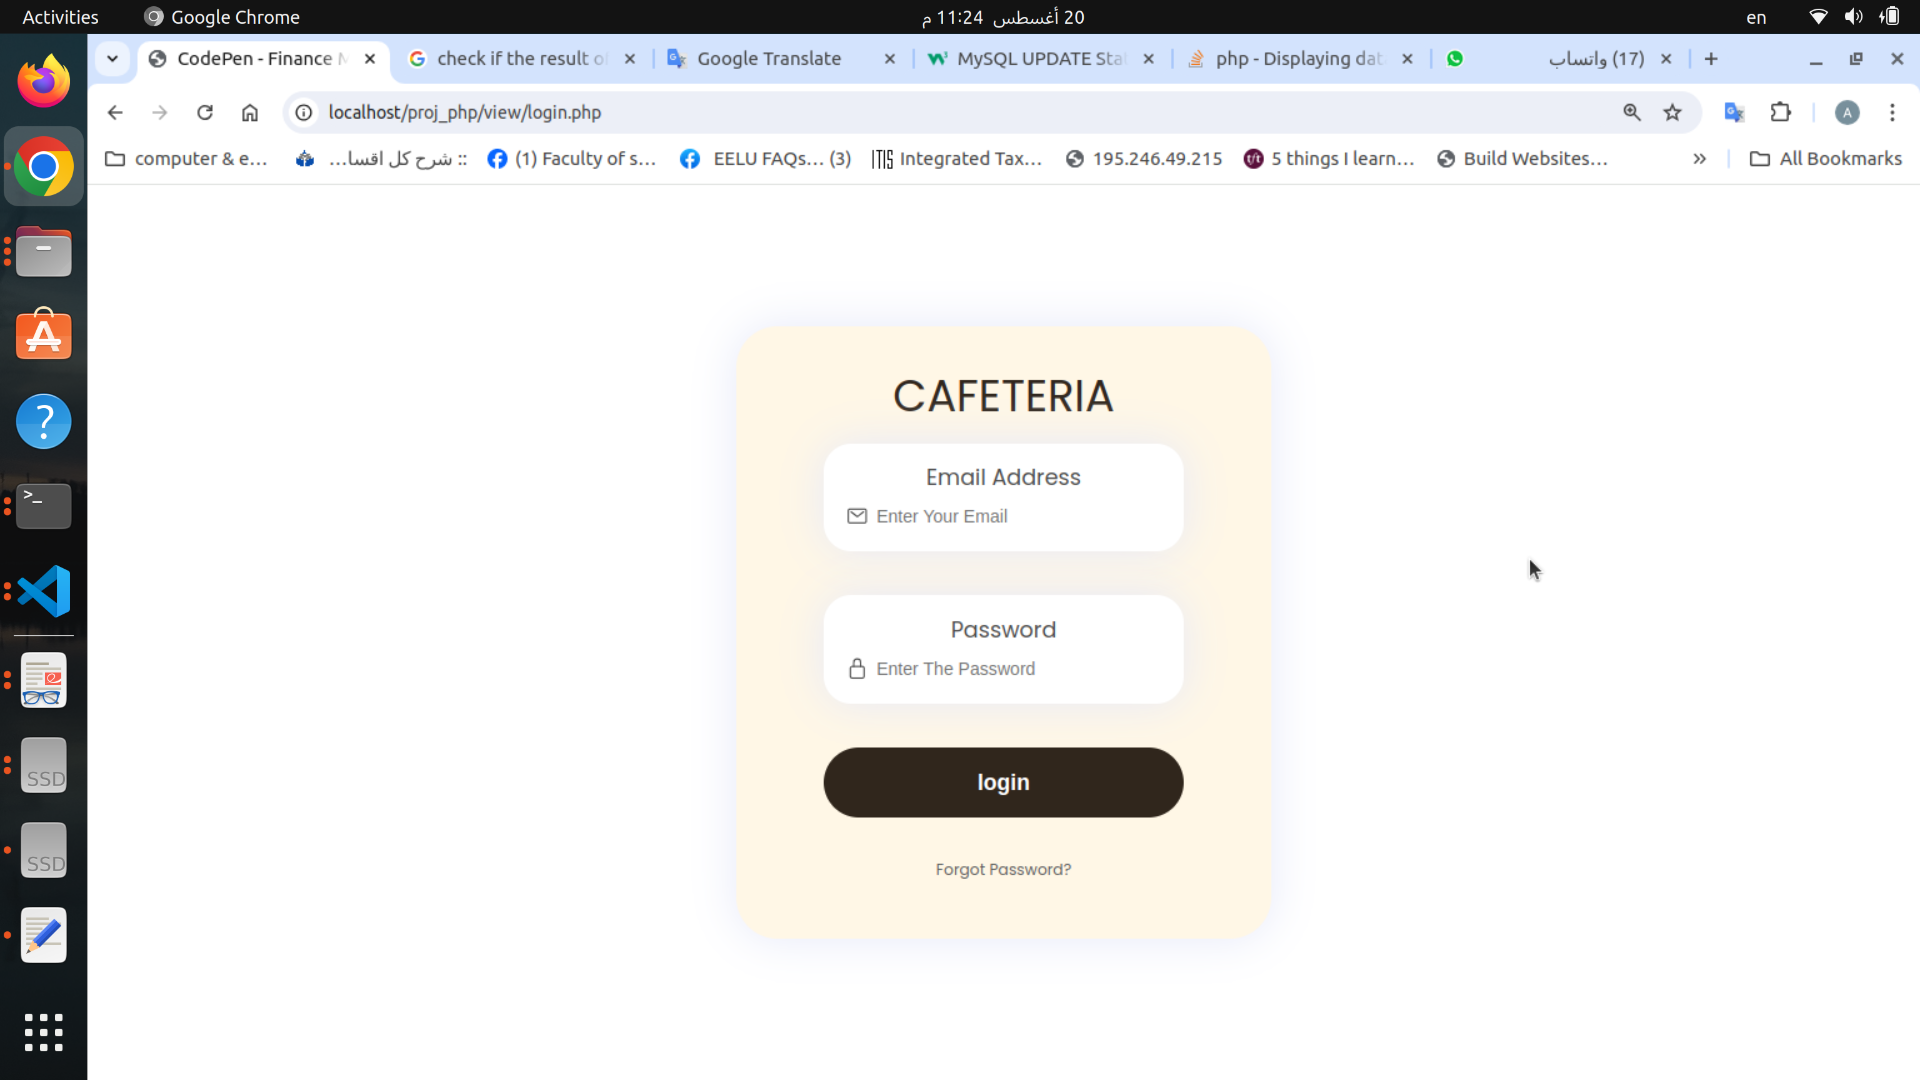 Activities
Google Chrome
20 أغسطس 11:24 م
en
CodePen - Finance M
check if the result of
Google Translate
MySQL UPDATE Sta
php - Displaying dat
واتساب (17)
localhost/proj_php/view/login.php
A
computer & e...
:: شرح كل اقسا...
(1) Faculty of s...
EELU FAQs... (3)
ITIS Integrated Tax...
195.246.49.215
t/t 5 things I learn...
Build Websites...
»
All Bookmarks
CAFETERIA
Email Address
Enter Your Email
Password
Enter The Password
login
Forgot Password?
SSD
SSD